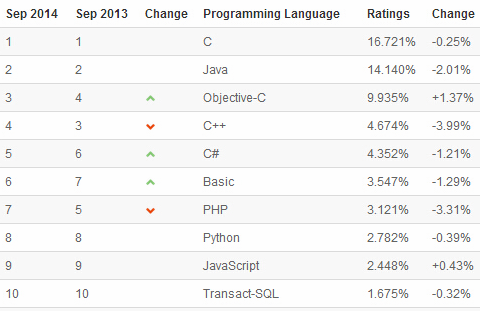 Sep 2014 Sep 2013 Change Programming Language Ratings Change
1 1 C 16.721% -0.25%
2 2 Java 14.140% -2.01%
3 4 Objective-C 9.935% +1.37%
4 3 C++ 4.674% -3.99%
5 6 C# 4.352% -1.21%
6 7 Basic 3.547% -1.29%
7 5 PHP 3.121% -3.31%
8 8 Python 2.782% -0.39%
9 9 JavaScript 2.448% +0.43%
10 10 Transact-SQL 1.675% -0.32%